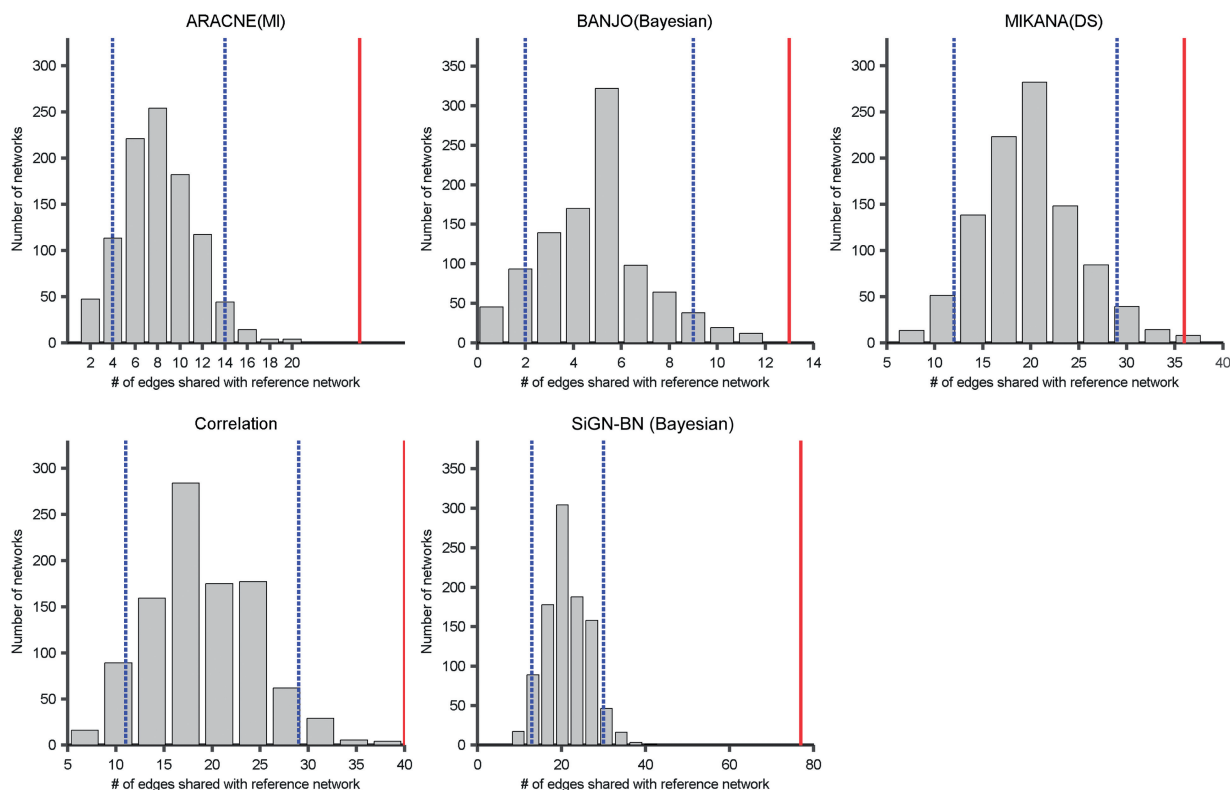 ARACNE(MI)
Number of networks
300
250
200
150
100
50
0
2 4 6 8 10 12 14 16 18 20
# of edges shared with reference network
BANJO(Bayesian)
Number of networks
350
300
250
200
150
100
50
0
0 2 4 6 8 10 12 14
# of edges shared with reference network
MIKANA(DS)
Number of networks
300
250
200
150
100
50
0
5 10 15 20 25 30 35 40
# of edges shared with reference network
Correlation
Number of networks
300
250
200
150
100
50
0
5 10 15 20 25 30 35 40
# of edges shared with reference network
SiGN-BN (Bayesian)
Number of networks
350
300
250
200
150
100
50
0
0 20 40 60 80
# of edges shared with reference network